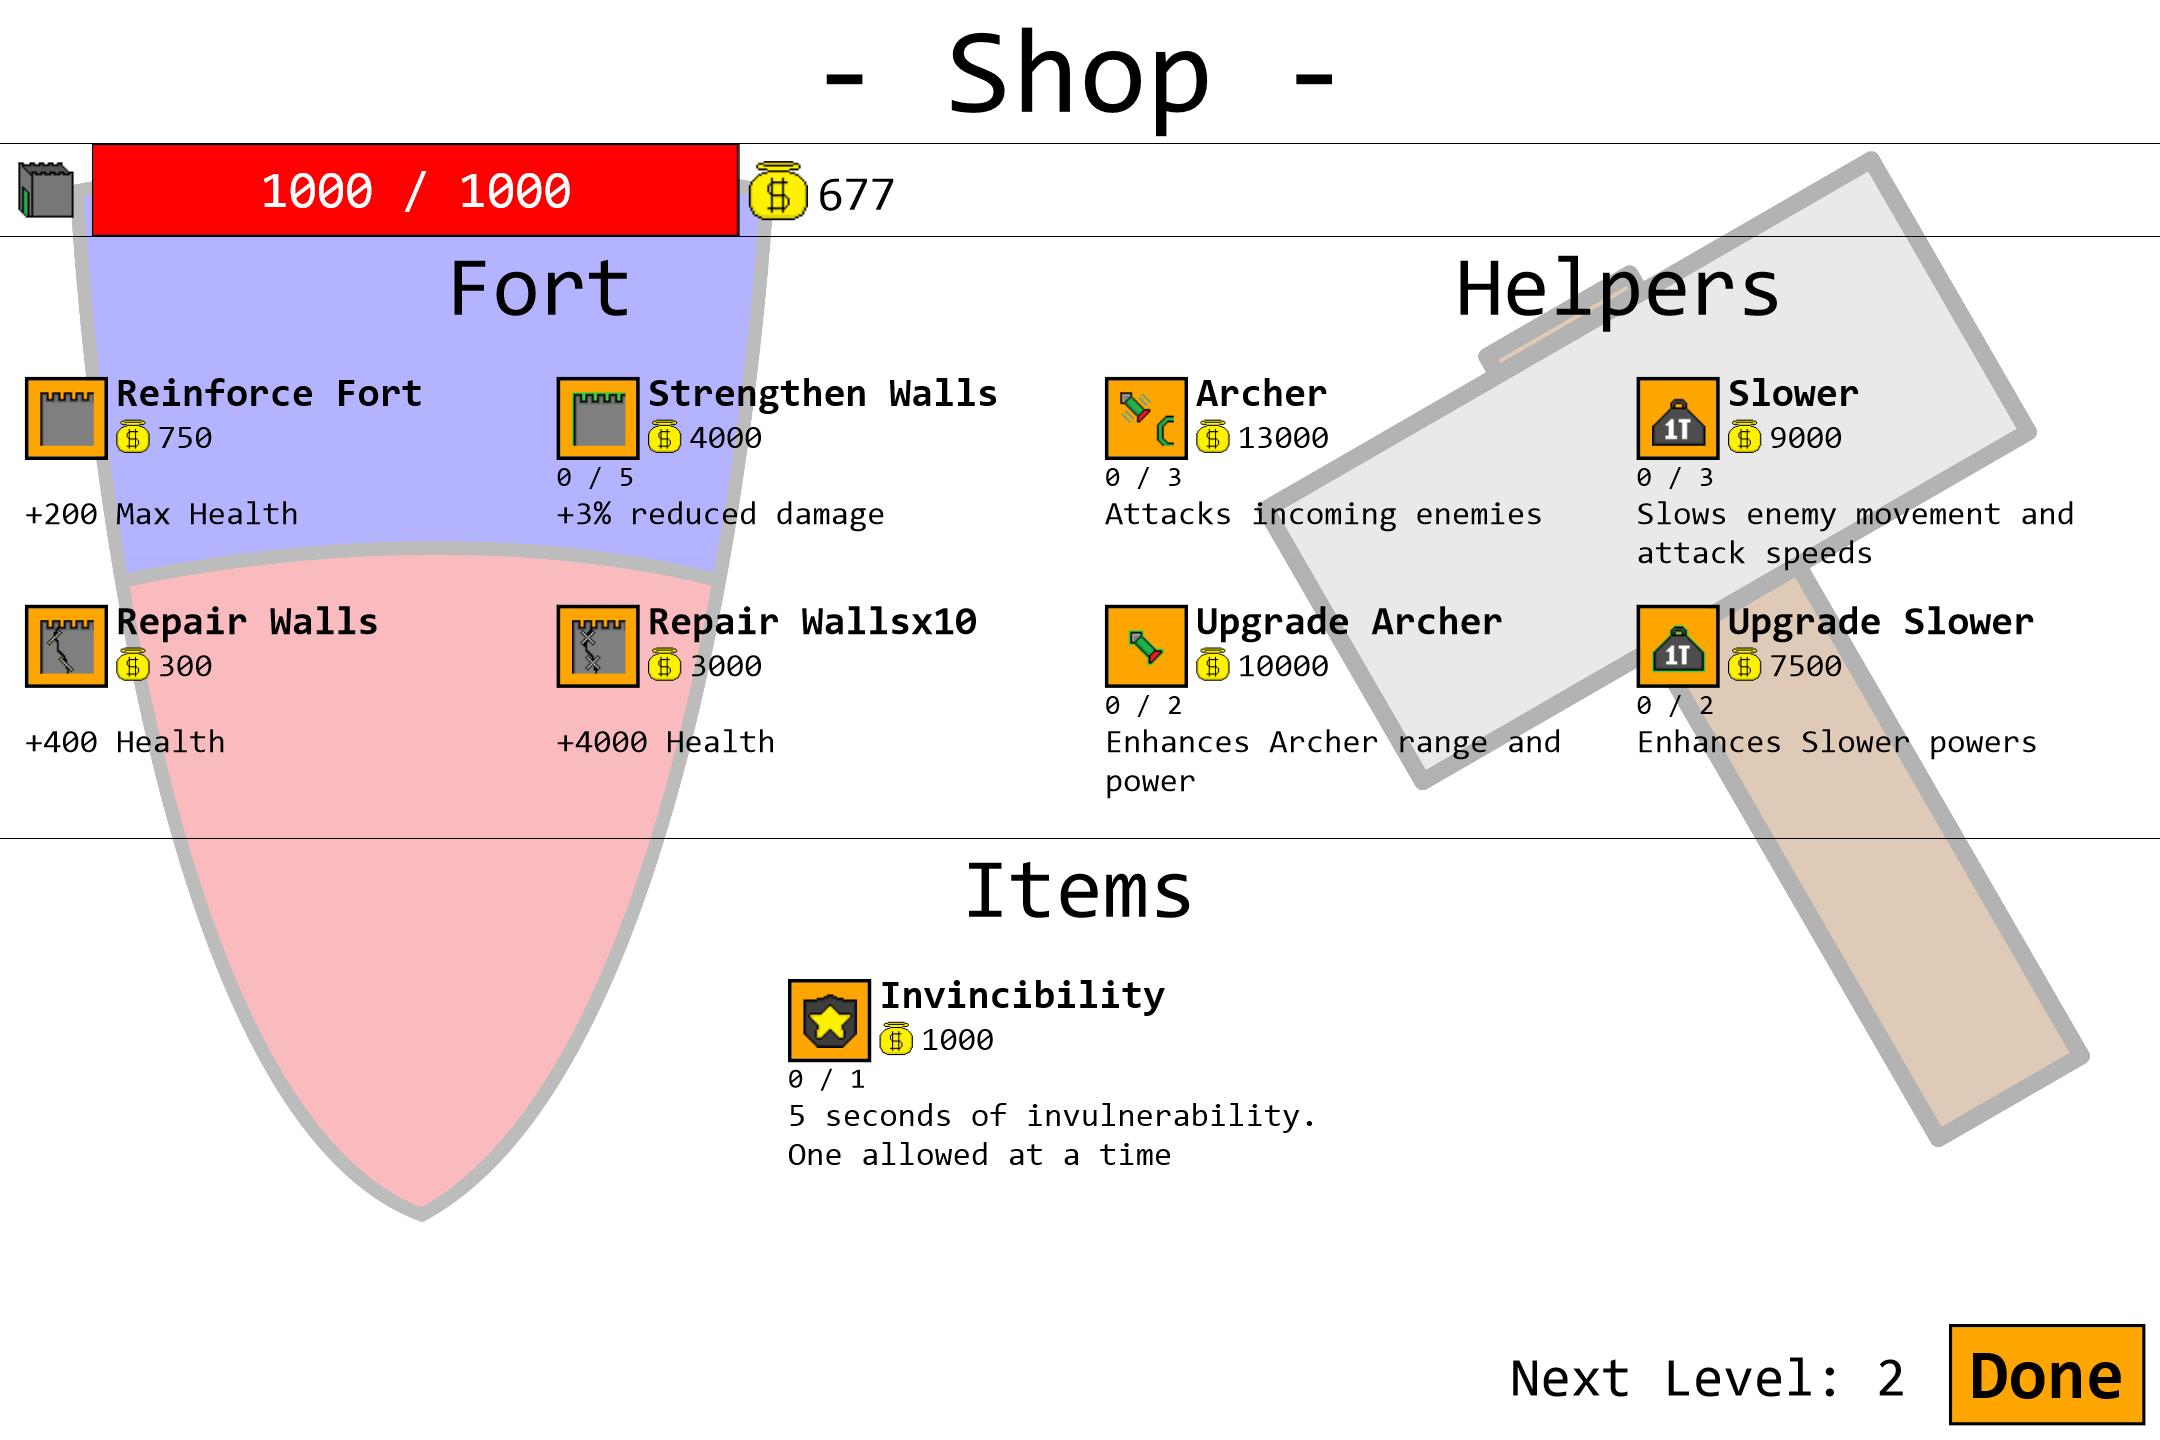 - Shop -
1000 / 1000
677
Fort
Helpers
Reinforce Fort
750
+200 Max Health
Strengthen Walls
4000
0 / 5
+3% reduced damage
Archer
13000
0 / 3
Attacks incoming enemies
Slower
9000
0 / 3
Slows enemy movement and
attack speeds
Repair Walls
300
+400 Health
Repair Wallsx10
3000
+4000 Health
Upgrade Archer
10000
0 / 2
Enhances Archer range and
power
1T
Upgrade Slower
7500
0 / 2
Enhances Slower powers
1T
Items
Invincibility
1000
0 / 1
5 seconds of invulnerability.
One allowed at a time
Next Level: 2
Done